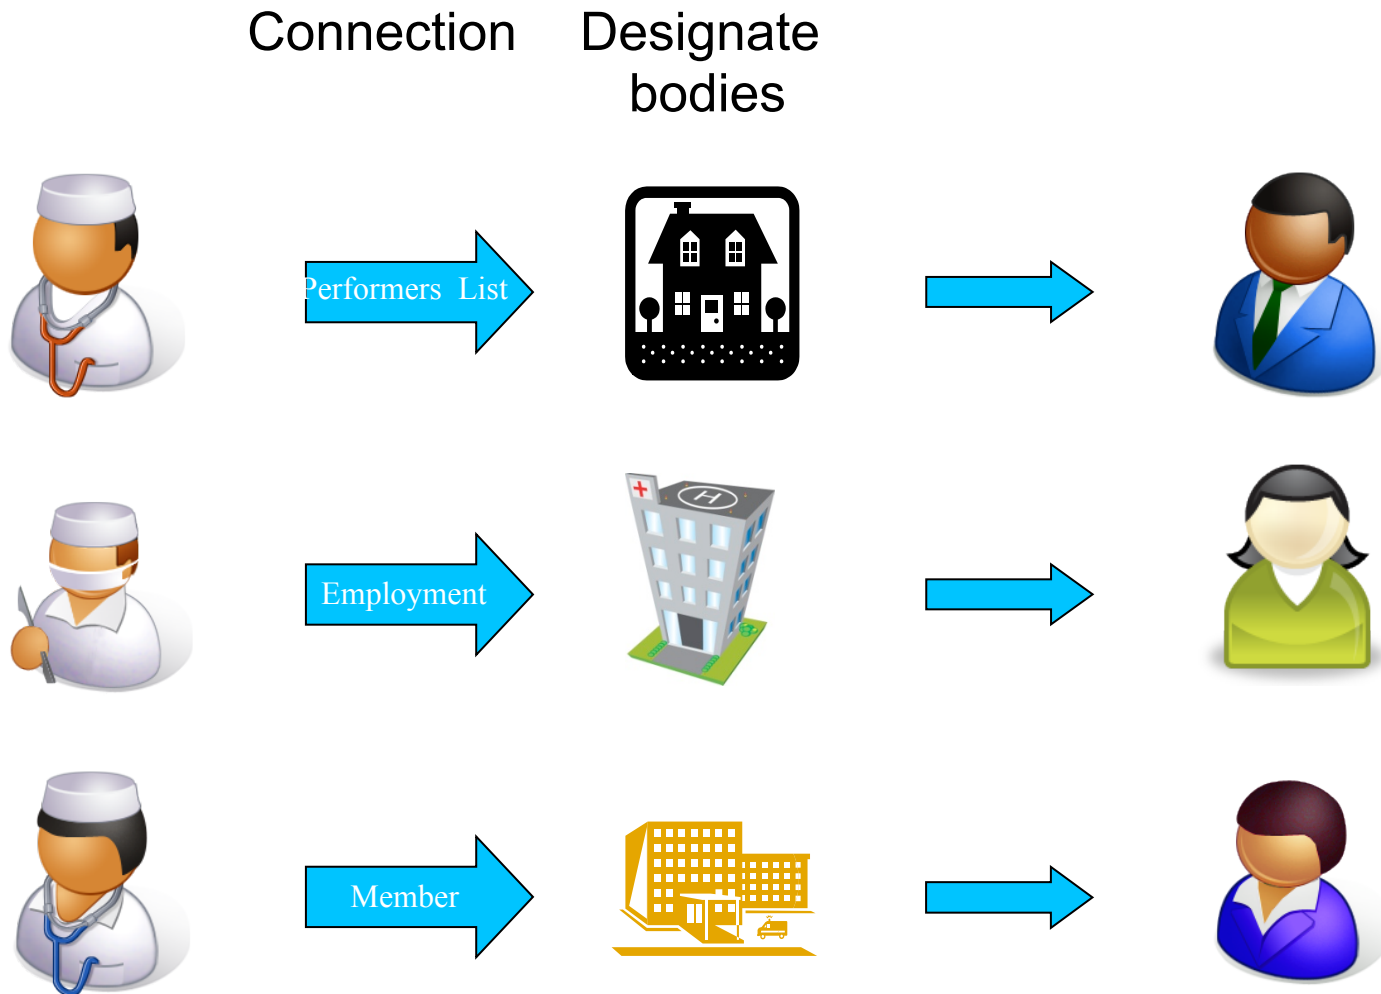 Connection
Designate
bodies
Performers List
H
Employment
Member